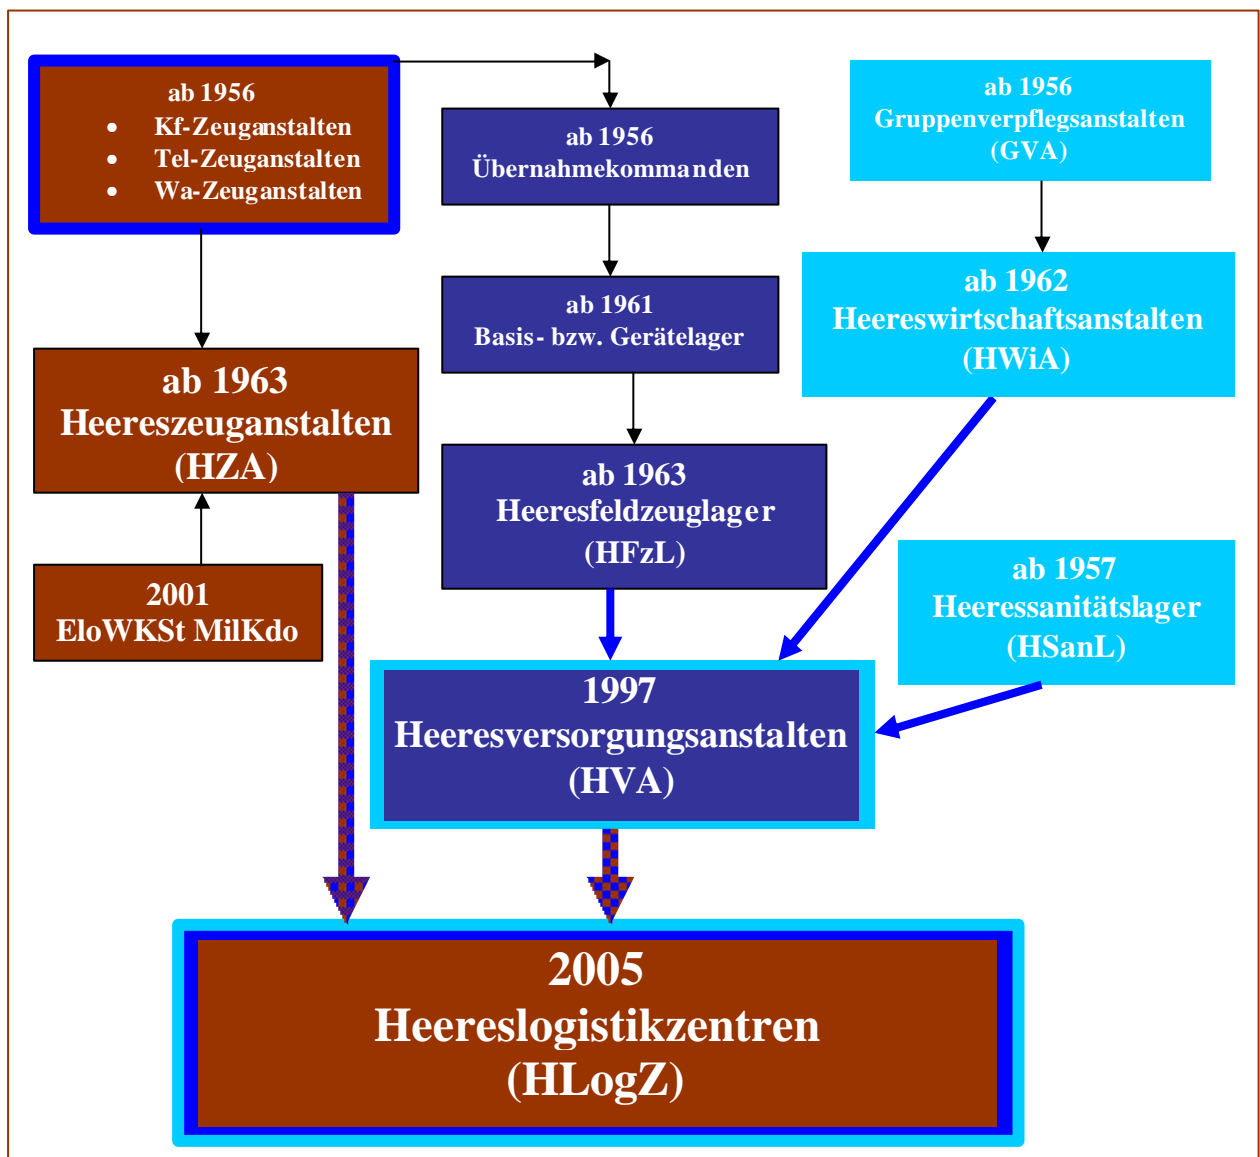 ab 1956
• Kf-Zeuganstalten
• Tel-Zeuganstalten
• Wa-Zeuganstalten
ab 1956
Übernahmekommanden
ab 1956
Gruppenverpflegsanstalten
(GVA)
ab 1961
Basis- bzw. Gerätelager
ab 1962
Heereswirtschaftsanstalten
(HWiA)
ab 1963
Heereszeuganstalten
(HZA)
ab 1963
Heeresfeldzeuglager
(HFzL)
2001
EloWKSt MilKdo
ab 1957
Heeressanitätslager
(HSanL)
1997
Heeresversorgungsanstalten
(HVA)
2005
Heereslogistikzentren
(HLogZ)